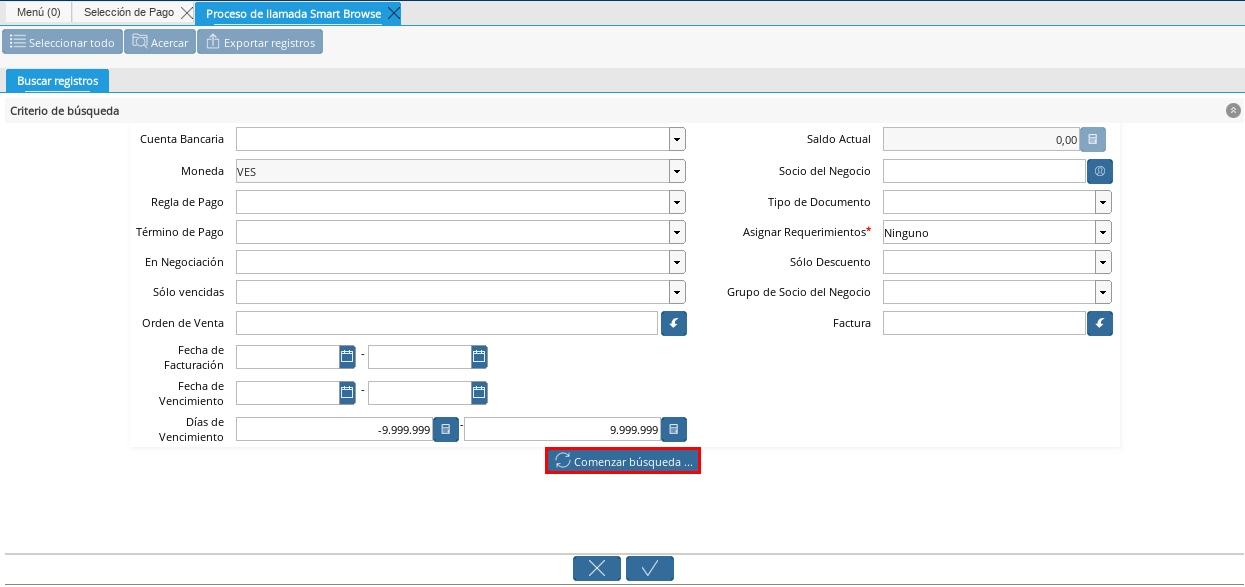 Menú (0)
Selección de Pago
Proceso de llamada Smart Browse
Seleccionar todo
Acercar
Exportar registros
Buscar registros
Criterio de búsqueda
Cuenta Bancaria
Saldo Actual
0,00
Moneda
VES
Socio del Negocio
Regla de Pago
Tipo de Documento
Término de Pago
Asignar Requerimientos*
Ninguno
En Negociación
Sólo Descuento
Sólo vencidas
Grupo de Socio del Negocio
Orden de Venta
Factura
Fecha de
Facturación
-
Fecha de
Vencimiento
-
Días de
Vencimiento
-9.999.999
-
9.999.999
Comenzar búsqueda ...